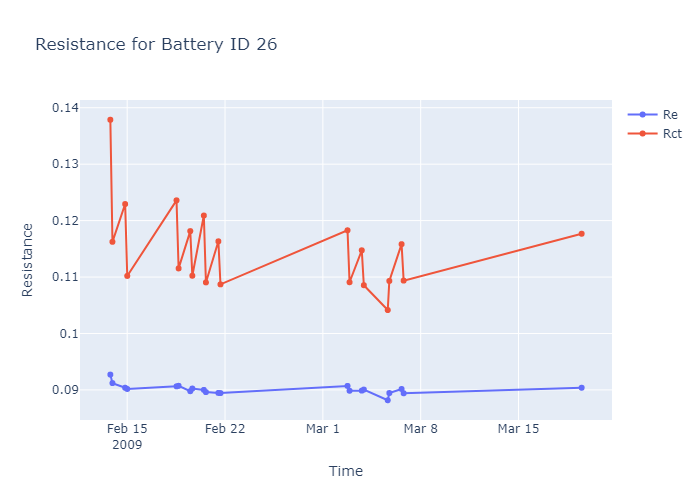 Resistance for Battery ID 26
0.14
0.13
0.12
0.11
0.1
0.09
Resistance
Feb 15
2009
Feb 22
Mar 1
Mar 8
Mar 15
Time
Re
Rct